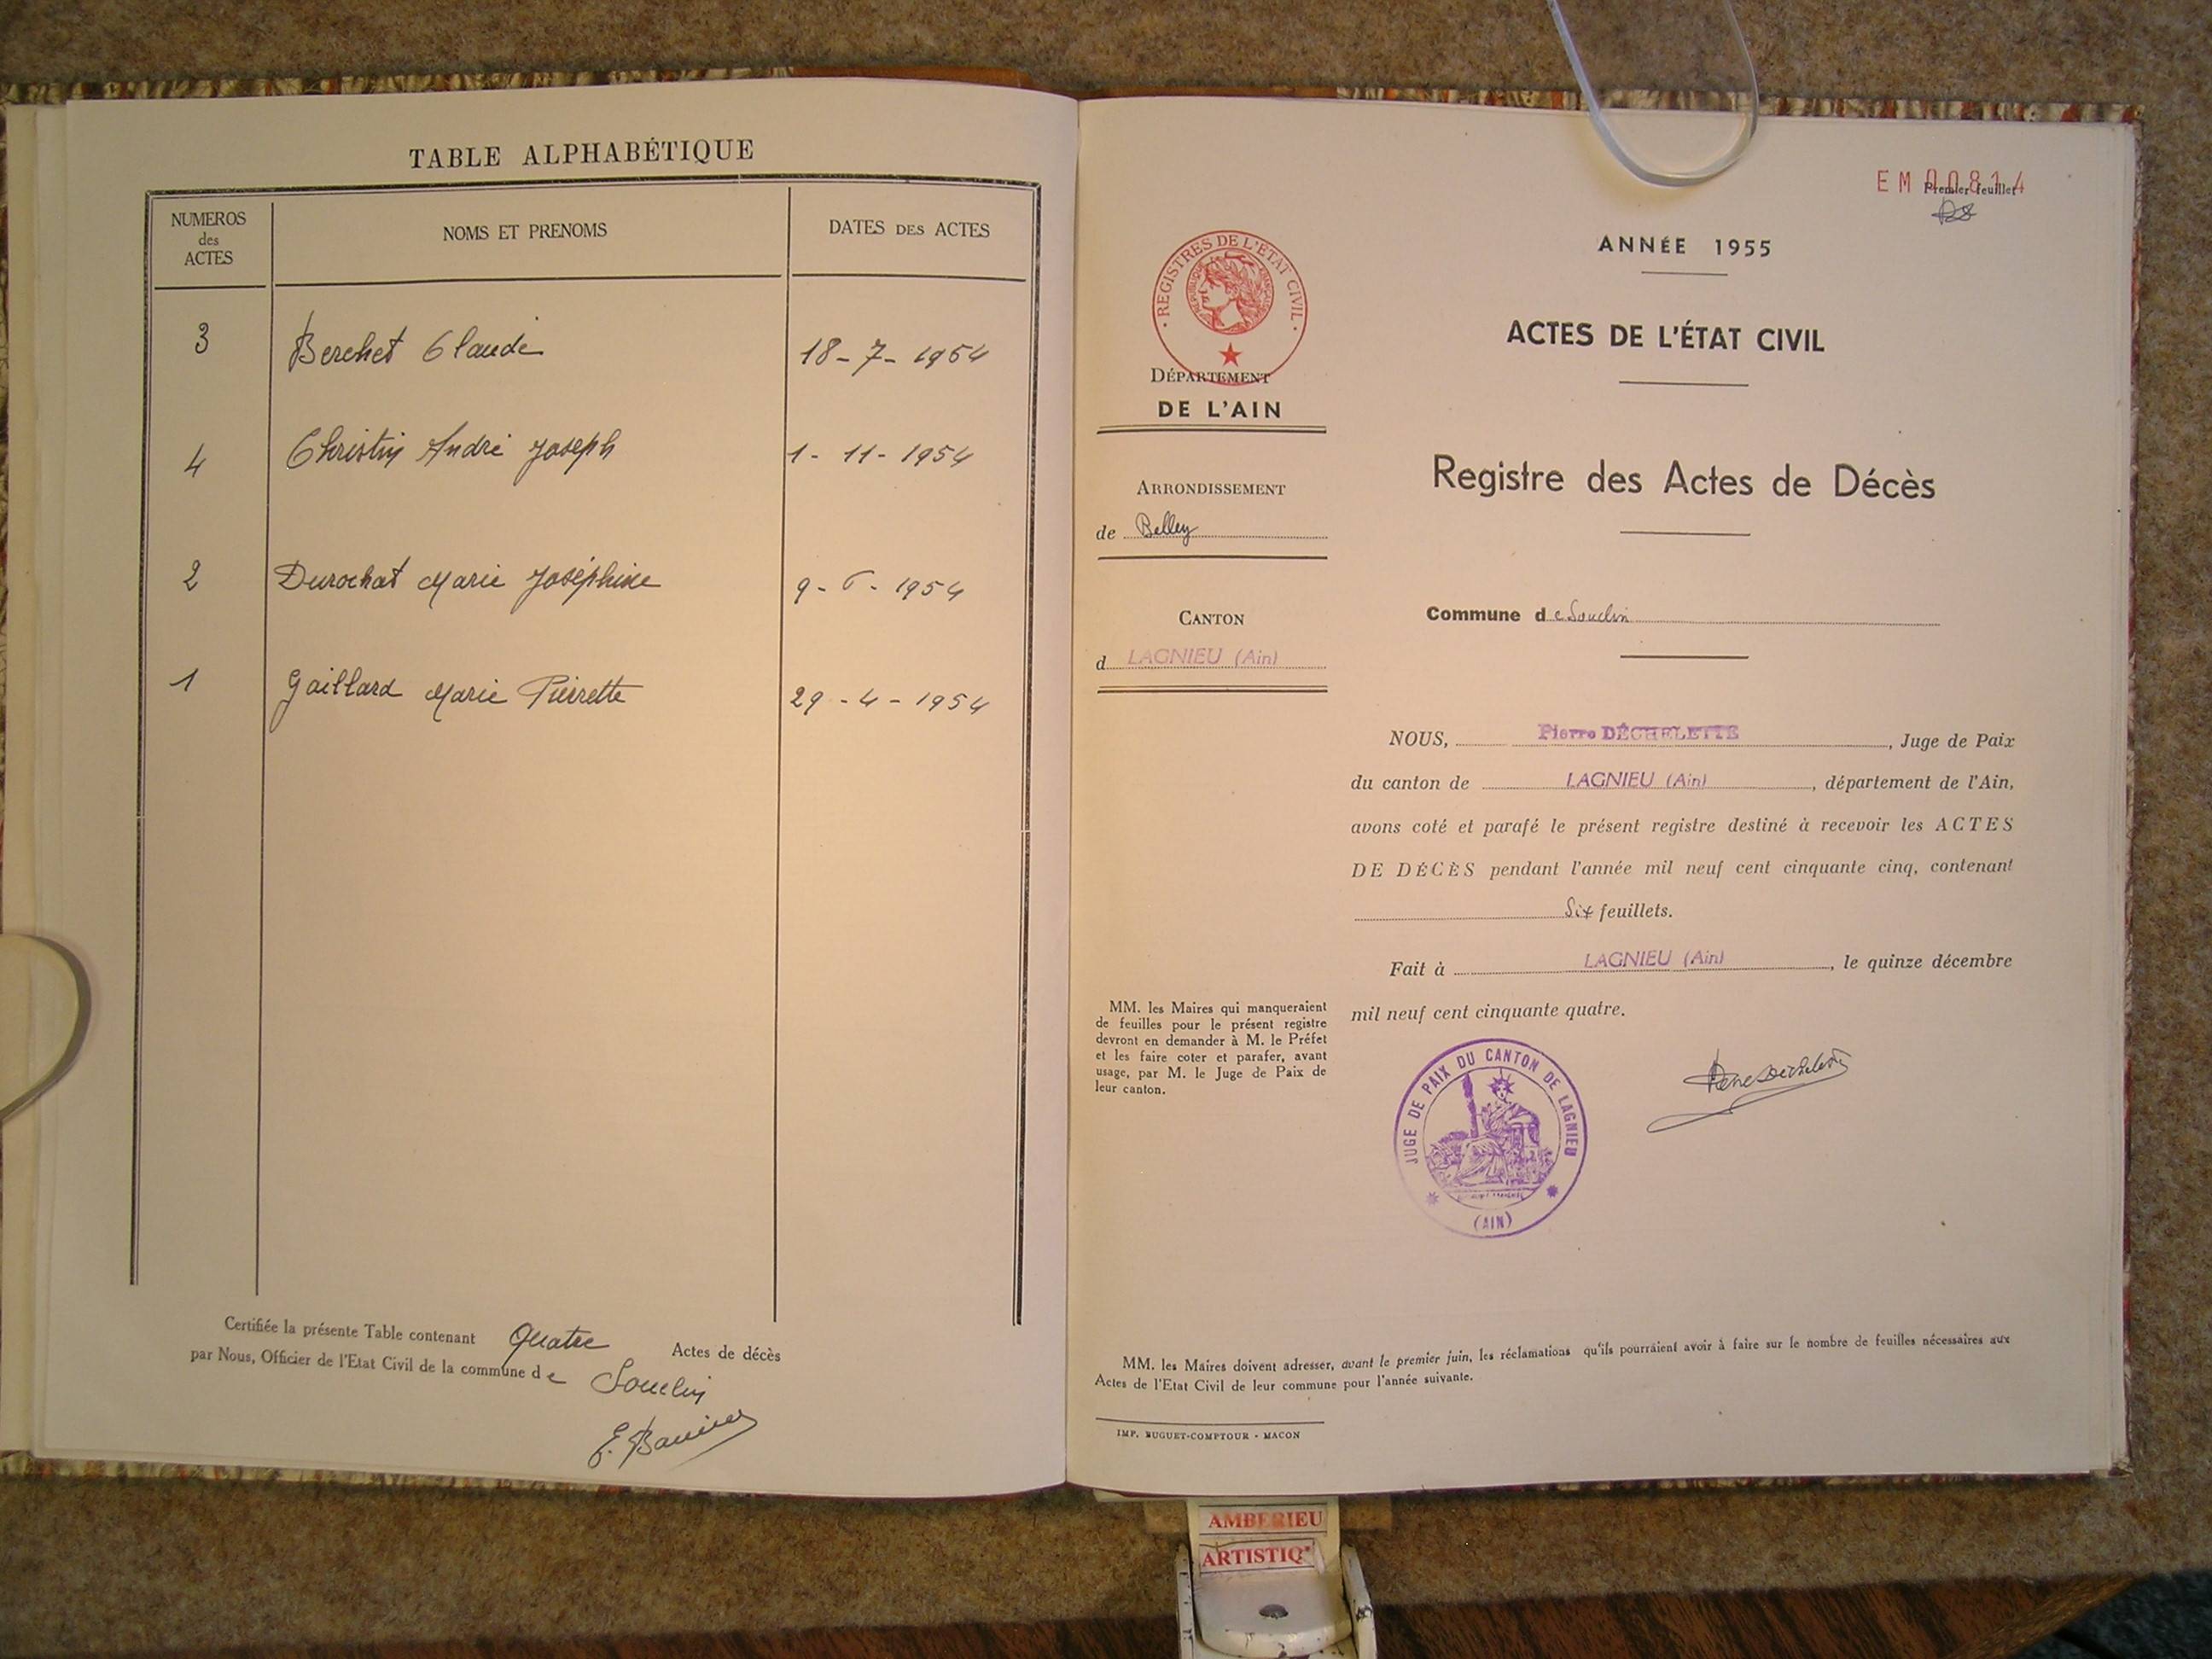 TABLE ALPHABÉTIQUE
NUMEROS
des
ACTES
NOMS ET PRENOMS
DATES DES ACTES
3 Berchet Claude 18-7-1954
4 Christin André Joseph 1-11-1954
2 Durochat Marie Joséphine 9-6-1954
1 Gaillard Marie Pierrette 29-4-1954
Certifiée la présente Table contenant Quatre Actes de décès
par Nous, Officier de l'Etat Civil de la commune de Souclin
EM 00814
Premier feuillet
REGISTRES DE L'ÉTAT CIVIL
RÉPUBLIQUE FRANÇAISE
DÉPARTEMENT
DE L'AIN
ARRONDISSEMENT
de Belley
CANTON
d LAGNIEU (Ain)
MM. les Maires qui manqueraient
de feuilles pour le présent registre
devront en demander à M. le Préfet
et les faire coter et parafer, avant
usage, par M. le Juge de Paix de
leur canton.
ANNÉE 1955
ACTES DE L'ÉTAT CIVIL
Registre des Actes de Décès
Commune de Souclin
NOUS, Pierre DÉCHELETTE, Juge de Paix
du canton de LAGNIEU (Ain), département de l'Ain,
avons coté et parafé le présent registre destiné à recevoir les ACTES
DE DÉCÈS pendant l'année mil neuf cent cinquante cinq, contenant
Six feuillets.
Fait à LAGNIEU (Ain), le quinze décembre
mil neuf cent cinquante quatre.
JUGE DE PAIX DU CANTON DE LAGNIEU
(AIN)
MM. les Maires doivent adresser, avant le premier juin, les réclamations qu'ils pourraient avoir à faire sur le nombre de feuilles nécessaires aux
Actes de l'Etat Civil de leur commune pour l'année suivante.
IMP. BUGUET-COMPTOUR - MACON
AMBERIEU
ARTISTIQ